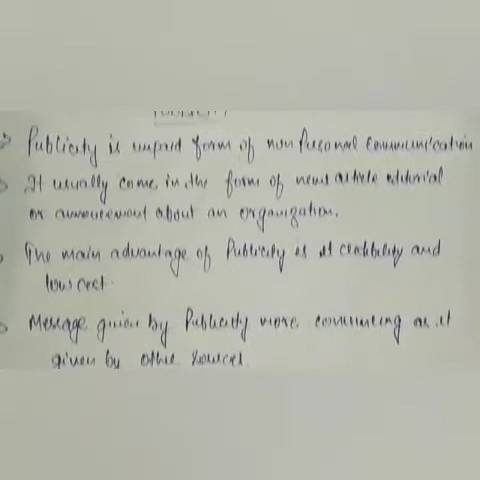 PUBLICITY
Publicity is unpaid form of non Personal Communication
It usually come, in the form of news article editorial
or annoucement about an organization.
The main advantage of Publicity is it credibility and
low cost.
Message given by Publicity more convincing as it
given by other sources